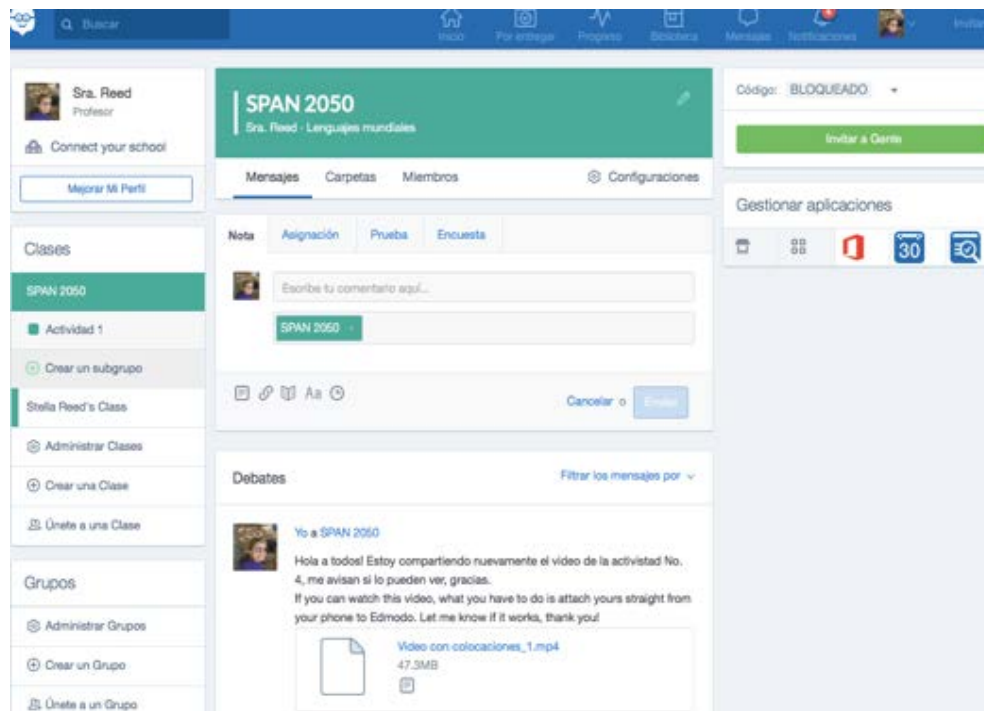 Buscar
Inicio
Por entregar
Progreso
Biblioteca
Mensajes
Notificaciones
Sra. Reed
Profesor
Connect your school
Mejorar Mi Perfil
Clases
SPAN 2050
Actividad 1
Crear un subgrupo
Stella Reed's Class
Administrar Clases
Crear una Clase
Únete a una Clase
Grupos
Administrar Grupos
Crear un Grupo
Únete a un Grupo
SPAN 2050
Sra. Reed - Lenguajes mundiales
Mensajes Carpetas Miembros Configuraciones
Nota Asignación Prueba Encuesta
Escribe tu comentario aquí...
SPAN 2050
Aa
Cancelar o Enviar
Debates
Filtrar los mensajes por
Yo a SPAN 2050
Hola a todos! Estoy compartiendo nuevamente el video de la activistad No.
4, me avisan si lo pueden ver, gracias.
If you can watch this video, what you have to do is attach yours straight from
your phone to Edmodo. Let me know if it works, thank you!
Video con colocaciones_1.mp4
47.3MB
Código: BLOQUEADO
Invitar a Gente
Gestionar aplicaciones
30